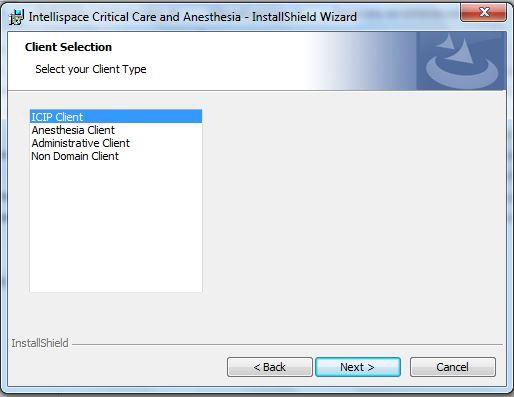 Intellispace Critical Care and Anesthesia - InstallShield Wizard
Client Selection
Select your Client Type
ICIP Client
Anesthesia Client
Administrative Client
Non Domain Client
InstallShield
< Back
Next >
Cancel